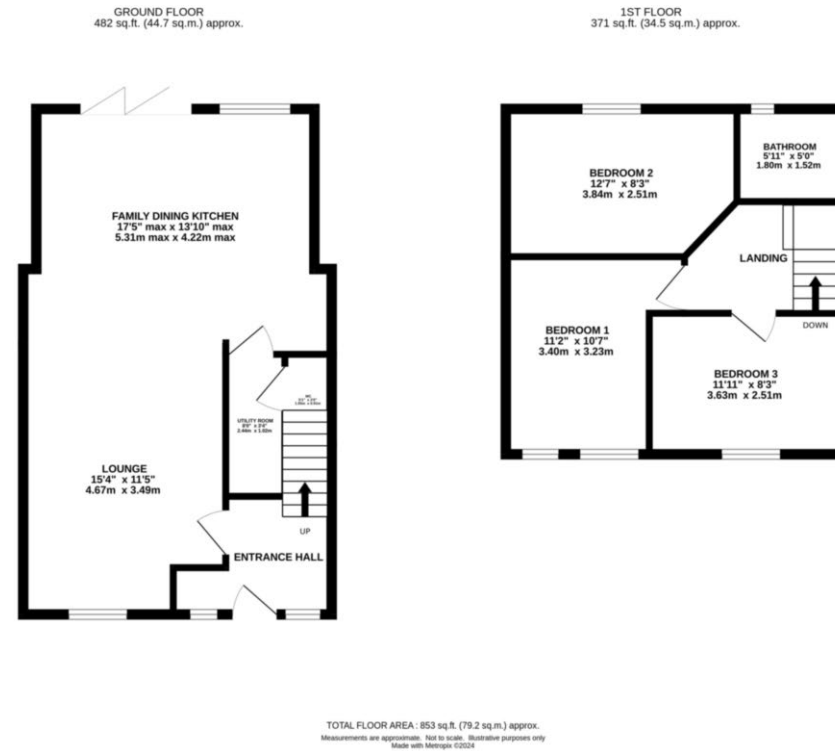 GROUND FLOOR
482 sq.ft. (44.7 sq.m.) approx.
FAMILY DINING KITCHEN
17'5" max x 13'10" max
5.31m max x 4.22m max
UTILITY ROOM
LOUNGE
15'4" x 11'5"
4.67m x 3.49m
UP
ENTRANCE HALL
1ST FLOOR
371 sq.ft. (34.5 sq.m.) approx.
BEDROOM 2
12'7" x 8'3"
3.84m x 2.51m
BATHROOM
5'11" x 5'0"
1.80m x 1.52m
LANDING
DOWN
BEDROOM 1
11'2" x 10'7"
3.40m x 3.23m
BEDROOM 3
11'11" x 8'3"
3.63m x 2.51m
TOTAL FLOOR AREA : 853 sq.ft. (79.2 sq.m.) approx.
Measurements are approximate. Not to scale. Illustrative purposes only
Made with Metropix ©2024